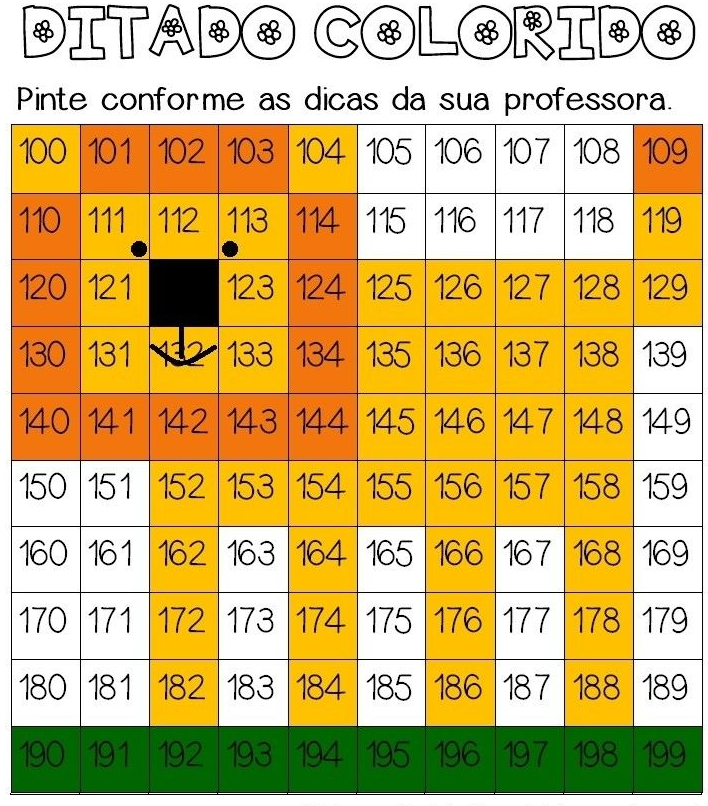 DITADO COLORIDO
Pinte conforme as dicas da sua professora.
100 101 102 103 104 105 106 107 108 109
110 111 112 113 114 115 116 117 118 119
120 121 123 124 125 126 127 128 129
130 131 132 133 134 135 136 137 138 139
140 141 142 143 144 145 146 147 148 149
150 151 152 153 154 155 156 157 158 159
160 161 162 163 164 165 166 167 168 169
170 171 172 173 174 175 176 177 178 179
180 181 182 183 184 185 186 187 188 189
190 191 192 193 194 195 196 197 198 199